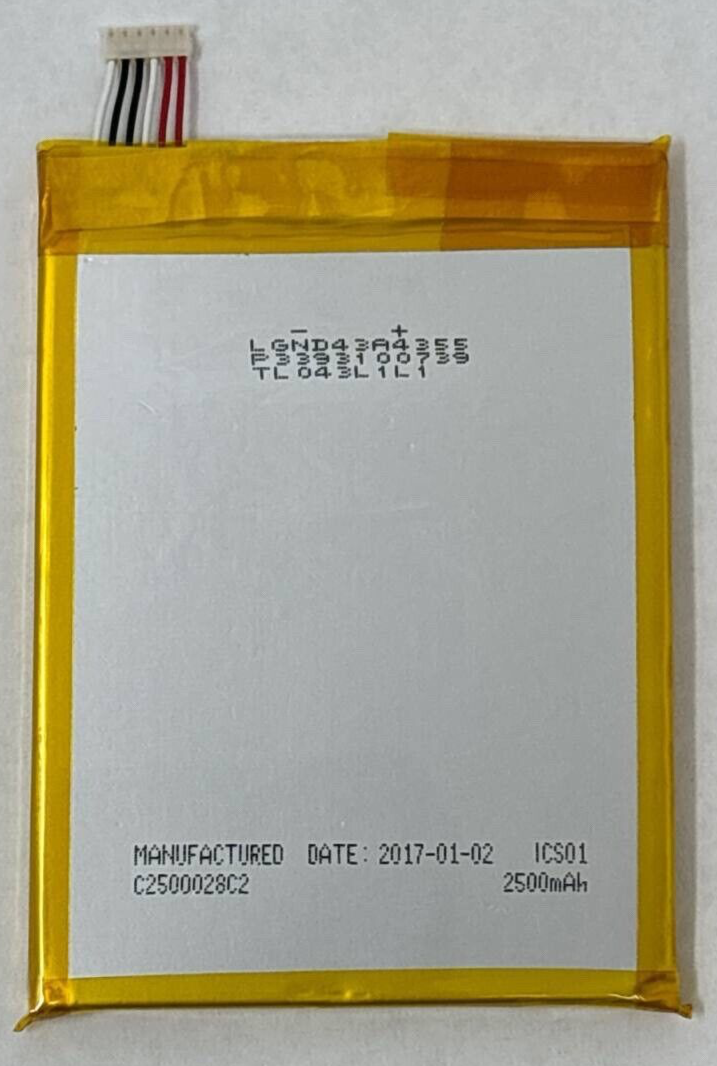 - +
LGND43A4355
P3393100739
TL043L1L1
MANUFACTURED DATE: 2017-01-02 ICS01
C2500028C2 2500mAh